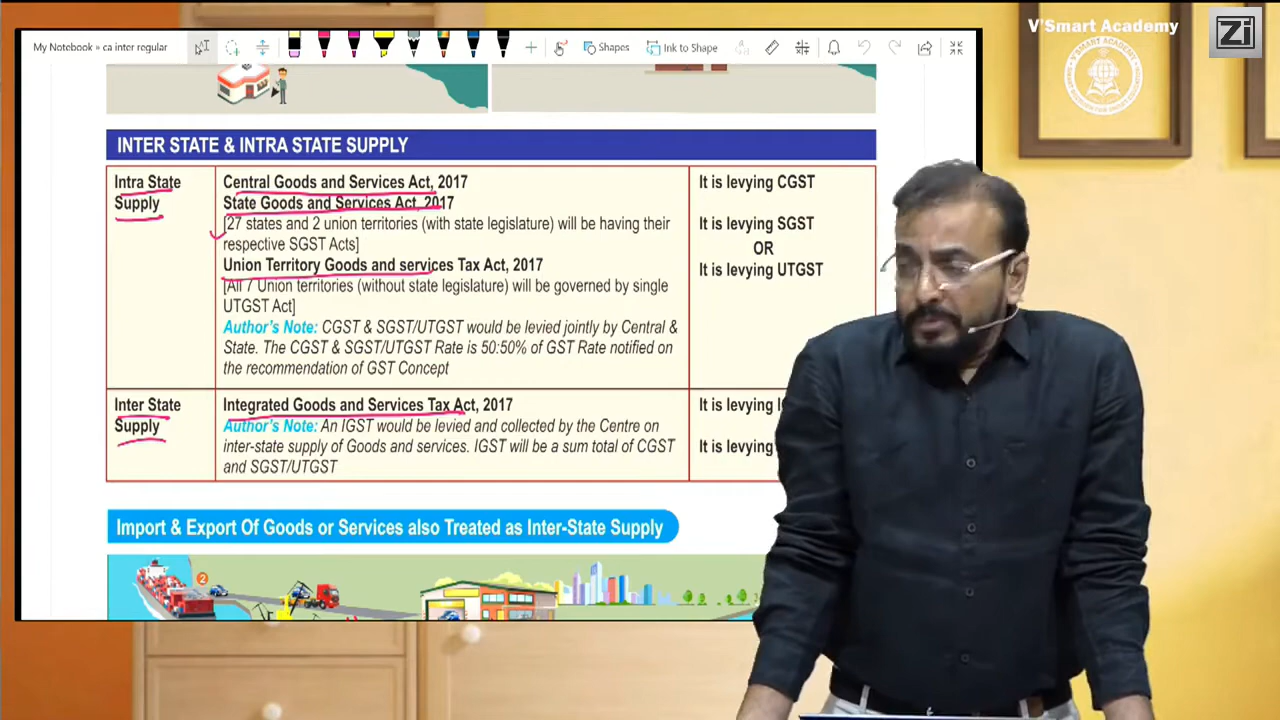 V'Smart Academy
Zi
My Notebook » ca inter regular
Shapes
Ink to Shape
INTER STATE & INTRA STATE SUPPLY
Intra State
Supply
Central Goods and Services Act, 2017
State Goods and Services Act, 2017
[27 states and 2 union territories (with state legislature) will be having their
respective SGST Acts]
Union Territory Goods and services Tax Act, 2017
[All 7 Union territories (without state legislature) will be governed by single
UTGST Act]
Author's Note: CGST & SGST/UTGST would be levied jointly by Central &
State. The CGST & SGST/UTGST Rate is 50:50% of GST Rate notified on
the recommendation of GST Concept
It is levying CGST
It is levying SGST
OR
It is levying UTGST
Inter State
Supply
Integrated Goods and Services Tax Act, 2017
Author's Note: An IGST would be levied and collected by the Centre on
inter-state supply of Goods and services. IGST will be a sum total of CGST
and SGST/UTGST
It is levying
It is levying
Import & Export Of Goods or Services also Treated as Inter-State Supply
2